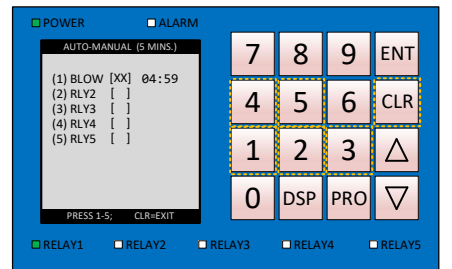 POWER ALARM
AUTO-MANUAL (5 MINS.)
(1) BLOW [XX] 04:59
(2) RLY2 [ ]
(3) RLY3 [ ]
(4) RLY4 [ ]
(5) RLY5 [ ]
PRESS 1-5; CLR=EXIT
7 8 9 ENT
4 5 6 CLR
1 2 3 △
0 DSP PRO ▽
RELAY1 RELAY2 RELAY3 RELAY4 RELAY5